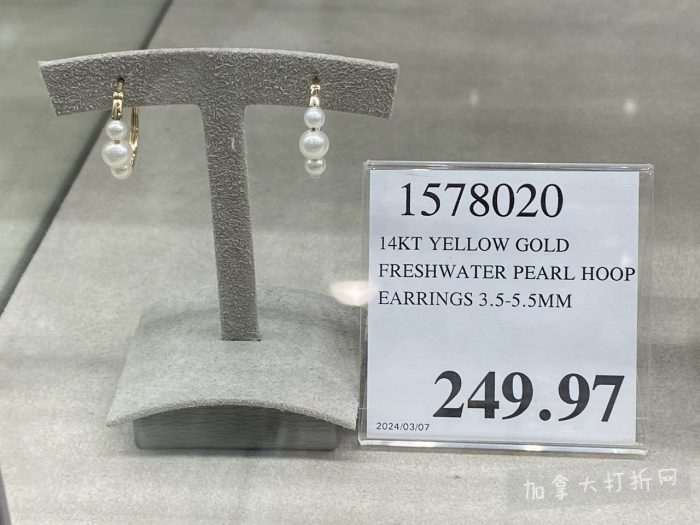 1578020
14KT YELLOW GOLD
FRESHWATER PEARL HOOP
EARRINGS 3.5-5.5MM
249.97
2024/03/07
加拿大打折网